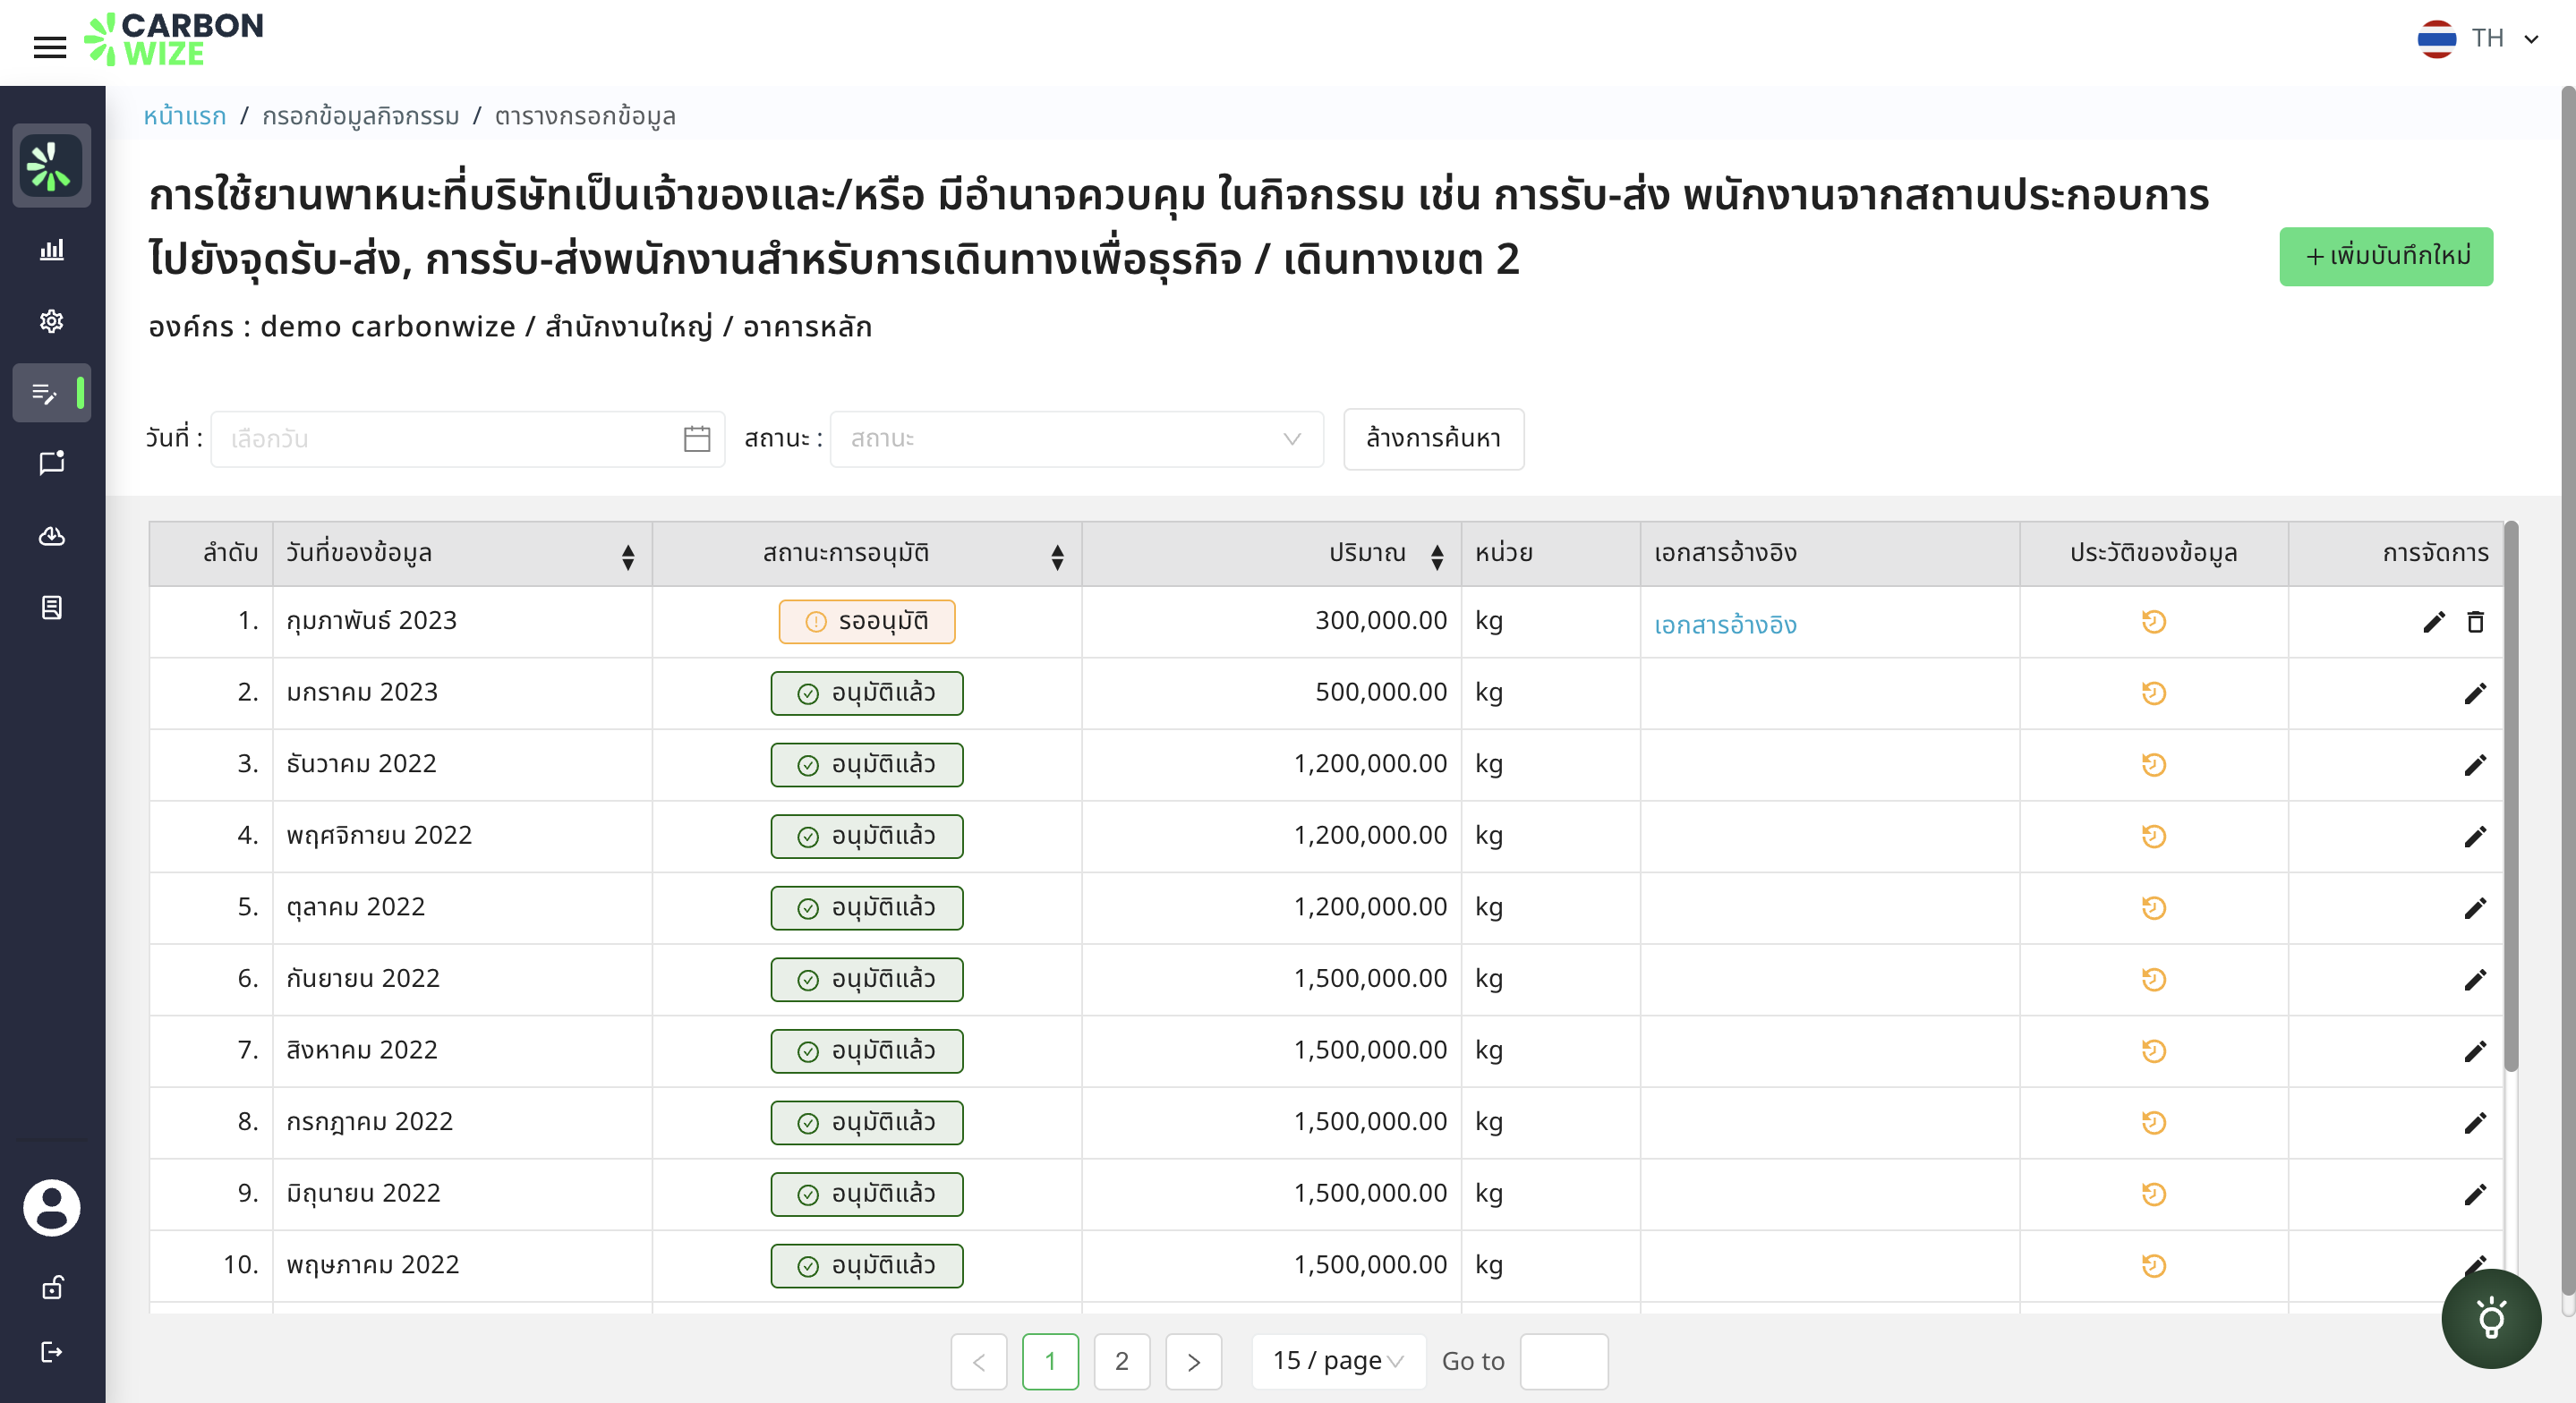 CARBON
WIZE
TH
หน้าแรก / กรอกข้อมูลกิจกรรม / ตารางกรอกข้อมูล
การใช้ยานพาหนะที่บริษัทเป็นเจ้าของและ/หรือ มีอำนาจควบคุม ในกิจกรรม เช่น การรับ-ส่ง พนักงานจากสถานประกอบการ
ไปยังจุดรับ-ส่ง, การรับ-ส่งพนักงานสำหรับการเดินทางเพื่อธุรกิจ / เดินทางเขต 2
+ เพิ่มบันทึกใหม่
องค์กร : demo carbonwize / สำนักงานใหญ่ / อาคารหลัก
วันที่ : เลือกวัน สถานะ : สถานะ ล้างการค้นหา
ลำดับ วันที่ของข้อมูล สถานะการอนุมัติ ปริมาณ หน่วย เอกสารอ้างอิง ประวัติของข้อมูล การจัดการ
1. กุมภาพันธ์ 2023 รออนุมัติ 300,000.00 kg เอกสารอ้างอิง
2. มกราคม 2023 อนุมัติแล้ว 500,000.00 kg
3. ธันวาคม 2022 อนุมัติแล้ว 1,200,000.00 kg
4. พฤศจิกายน 2022 อนุมัติแล้ว 1,200,000.00 kg
5. ตุลาคม 2022 อนุมัติแล้ว 1,200,000.00 kg
6. กันยายน 2022 อนุมัติแล้ว 1,500,000.00 kg
7. สิงหาคม 2022 อนุมัติแล้ว 1,500,000.00 kg
8. กรกฎาคม 2022 อนุมัติแล้ว 1,500,000.00 kg
9. มิถุนายน 2022 อนุมัติแล้ว 1,500,000.00 kg
10. พฤษภาคม 2022 อนุมัติแล้ว 1,500,000.00 kg
< 1 2 > 15 / page Go to